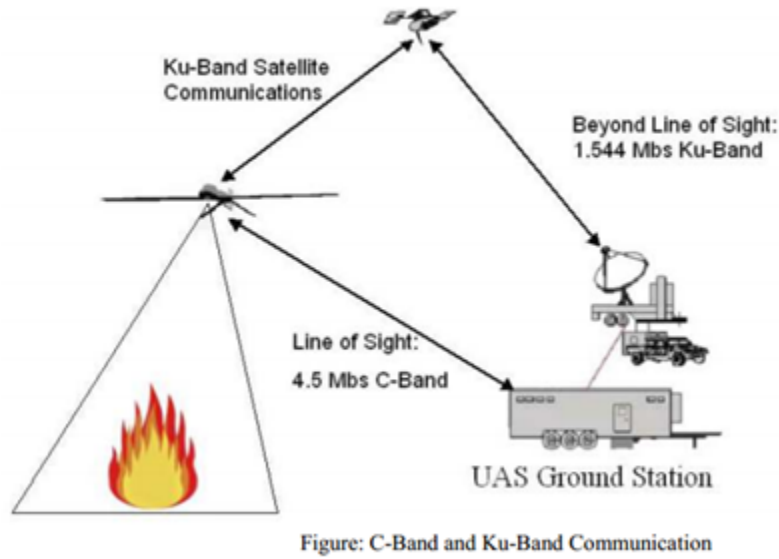 Ku-Band Satellite
Communications
Beyond Line of Sight:
1.544 Mbs Ku-Band
Line of Sight:
4.5 Mbs C-Band
UAS Ground Station
Figure: C-Band and Ku-Band Communication